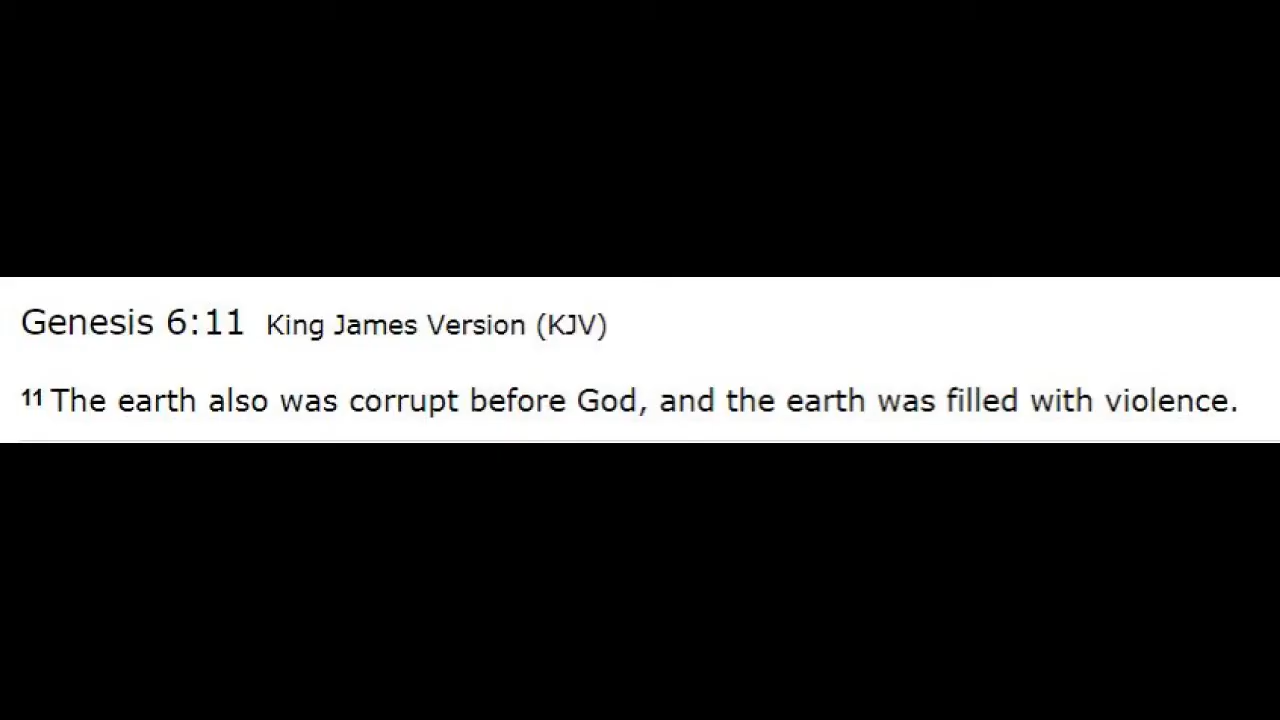 Genesis 6:11 King James Version (KJV)
11 The earth also was corrupt before God, and the earth was filled with violence.